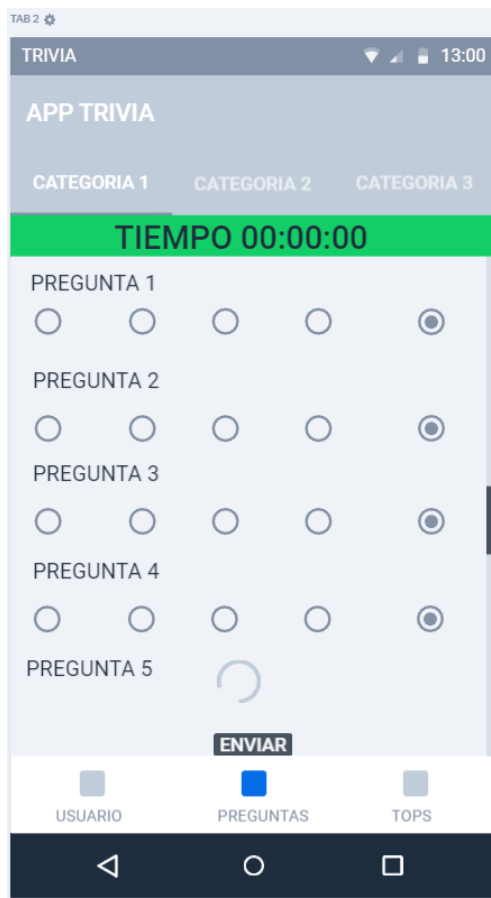 TAB 2
TRIVIA 13:00
APP TRIVIA
CATEGORIA 1 CATEGORIA 2 CATEGORIA 3
TIEMPO 00:00:00
PREGUNTA 1
PREGUNTA 2
PREGUNTA 3
PREGUNTA 4
PREGUNTA 5
ENVIAR
USUARIO PREGUNTAS TOPS